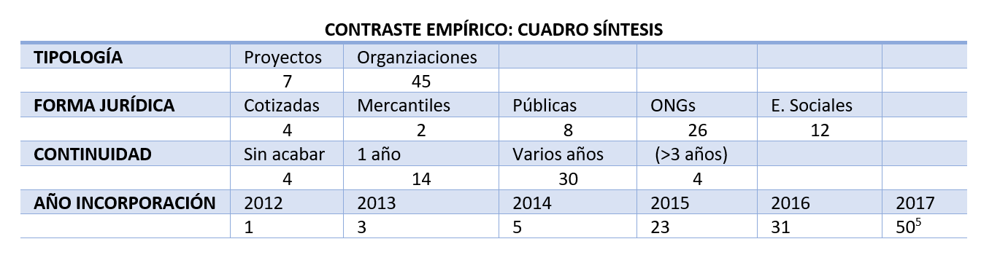 CONTRASTE EMPÍRICO: CUADRO SÍNTESIS
TIPOLOGÍA Proyectos Organziaciones
7 45
FORMA JURÍDICA Cotizadas Mercantiles Públicas ONGs E. Sociales
4 2 8 26 12
CONTINUIDAD Sin acabar 1 año Varios años (>3 años)
4 14 30 4
AÑO INCORPORACIÓN 2012 2013 2014 2015 2016 2017
1 3 5 23 31 50⁵